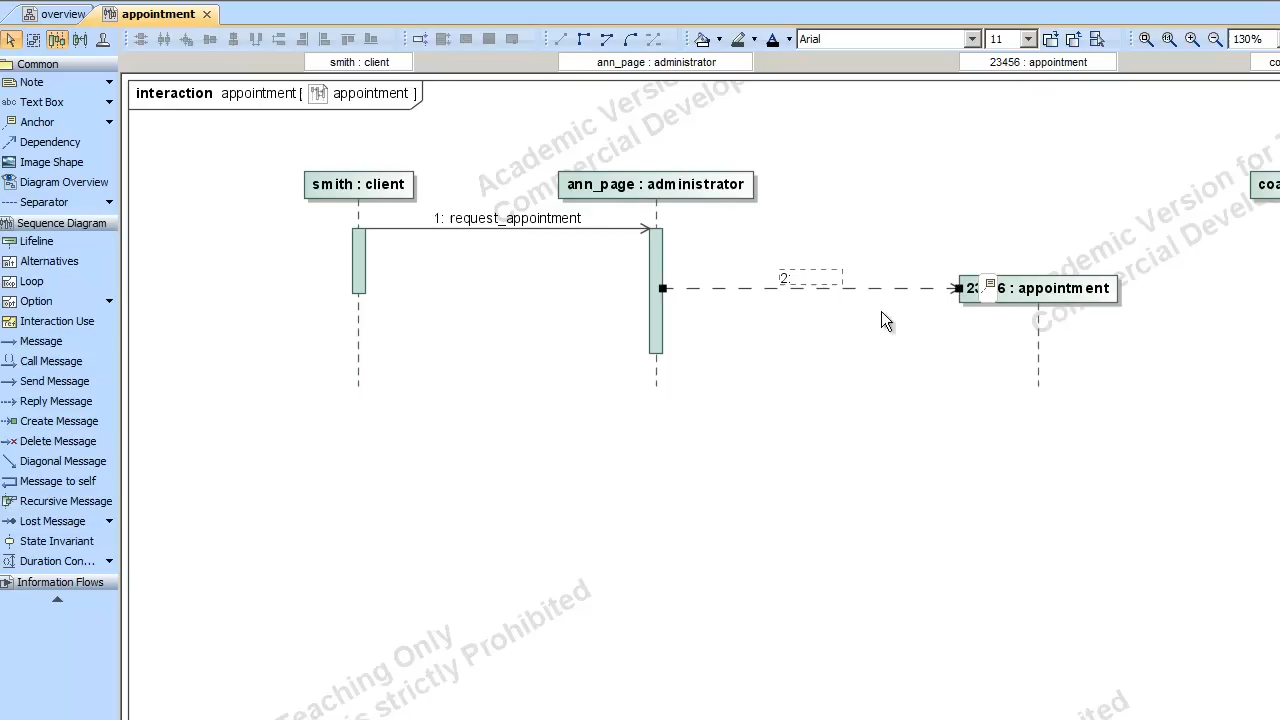 overview
appointment
Arial
11
130%
Common
smith : client
ann_page : administrator
23456 : appointment
Note
Text Box
Anchor
Dependency
Image Shape
Diagram Overview
Separator
Sequence Diagram
Lifeline
Alternatives
Loop
Option
Interaction Use
Message
Call Message
Send Message
Reply Message
Create Message
Delete Message
Diagonal Message
Message to self
Recursive Message
Lost Message
State Invariant
Duration Con...
Information Flows
interaction appointment [ appointment ]
Academic Version for
Commercial Develop
smith : client
ann_page : administrator
coa
1: request_appointment
2:
: appointment
Academic Version for
Commercial Develop
Teaching Only
is strictly Prohibited